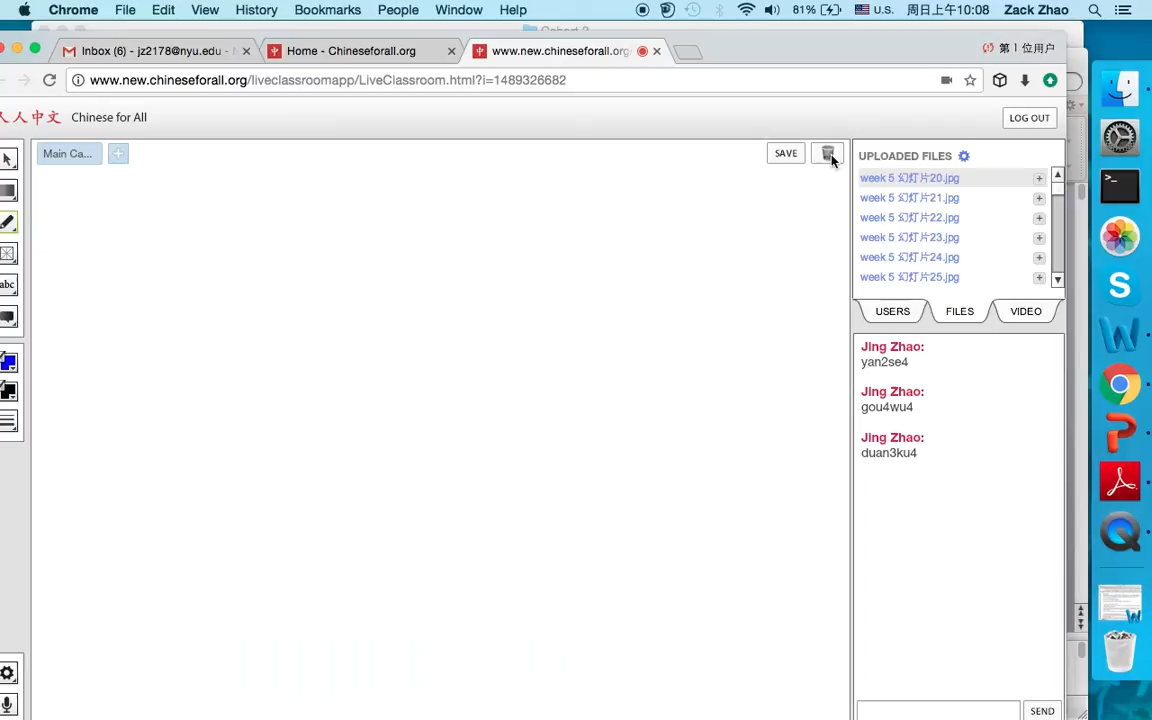 Chrome File Edit View History Bookmarks People Window Help 81% U.S. 周日上午10:08 Zack Zhao
Inbox (6) - jz2178@nyu.edu - Home - Chineseforall.org www.new.chineseforall.org 第1位用户
www.new.chineseforall.org/liveclassroomapp/LiveClassroom.html?i=1489326682
人人中文 Chinese for All LOG OUT
Main Ca... SAVE UPLOADED FILES
week 5 幻灯片20.jpg
week 5 幻灯片21.jpg
week 5 幻灯片22.jpg
week 5 幻灯片23.jpg
week 5 幻灯片24.jpg
week 5 幻灯片25.jpg
abc
USERS FILES VIDEO
Jing Zhao:
yan2se4
Jing Zhao:
gou4wu4
Jing Zhao:
duan3ku4
SEND